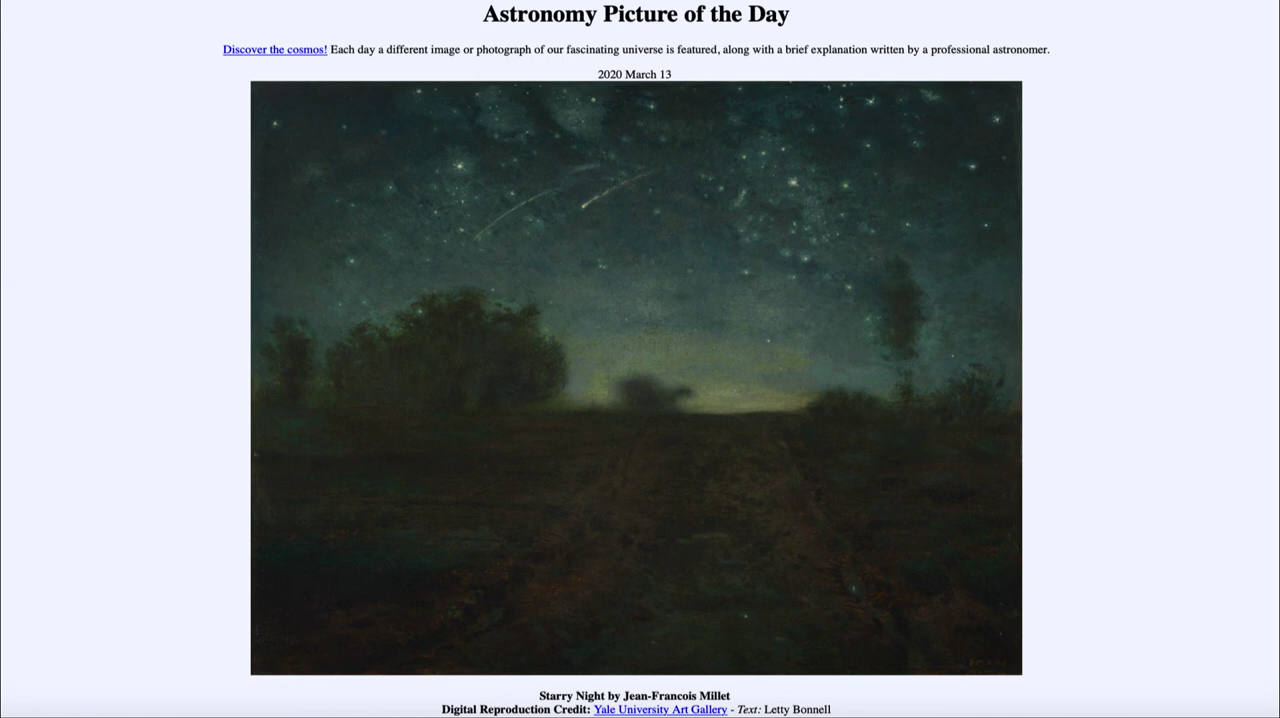 Astronomy Picture of the Day
Discover the cosmos! Each day a different image or photograph of our fascinating universe is featured, along with a brief explanation written by a professional astronomer.
2020 March 13
Starry Night by Jean-Francois Millet
Digital Reproduction Credit: Yale University Art Gallery - Text: Letty Bonnell